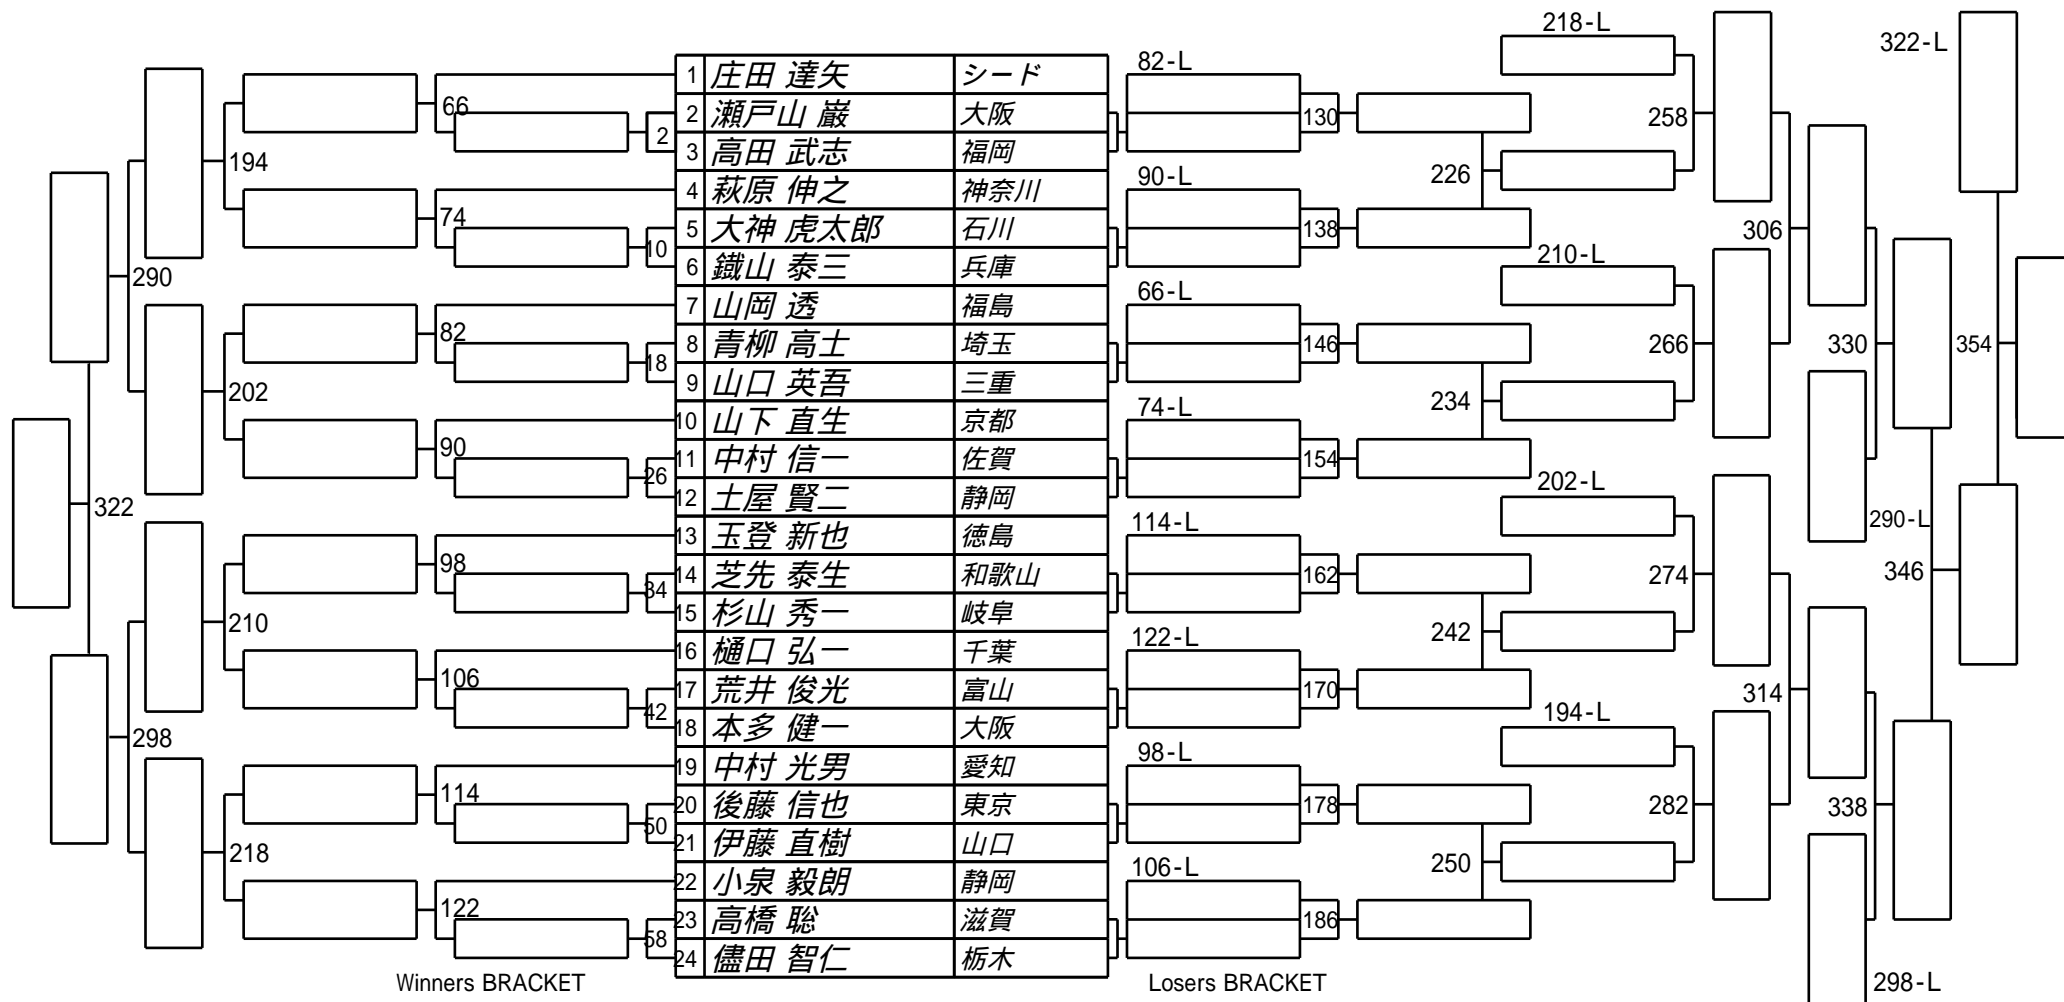 218-L
322-L
82-L
1 庄田 達矢 シード
66
2 瀬戸山 巌 大阪
130
258
2
3 高田 武志 福岡
194
226
90-L
4 萩原 伸之 神奈川
74
5 大神 虎太郎 石川
138
306
10
6 鐡山 泰三 兵庫
210-L
290
66-L
7 山岡 透 福島
82
8 青柳 高士 埼玉
146
266
330
354
18
9 山口 英吾 三重
202
234
74-L
10 山下 直生 京都
90
11 中村 信一 佐賀
154
26
12 土屋 賢二 静岡
202-L
322
114-L
290-L
13 玉登 新也 徳島
98
14 芝先 泰生 和歌山
162
274
346
34
15 杉山 秀一 岐阜
210
242
122-L
16 樋口 弘一 千葉
106
17 荒井 俊光 富山
170
314
42
18 本多 健一 大阪
194-L
298
98-L
19 中村 光男 愛知
114
20 後藤 信也 東京
178
282
338
50
21 伊藤 直樹 山口
218
250
106-L
22 小泉 毅朗 静岡
122
23 高橋 聡 滋賀
186
58
24 儘田 智仁 栃木
Winners BRACKET
Losers BRACKET
298-L